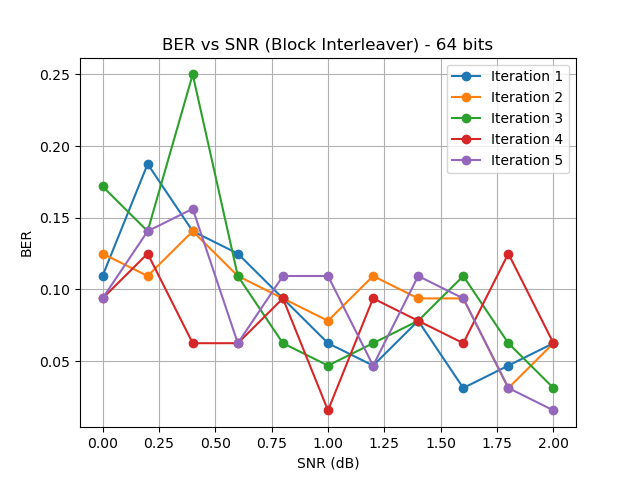 BER vs SNR (Block Interleaver) - 64 bits
Iteration 1
Iteration 2
Iteration 3
Iteration 4
Iteration 5
0.25
0.20
0.15
0.10
0.05
BER
0.00 0.25 0.50 0.75 1.00 1.25 1.50 1.75 2.00
SNR (dB)